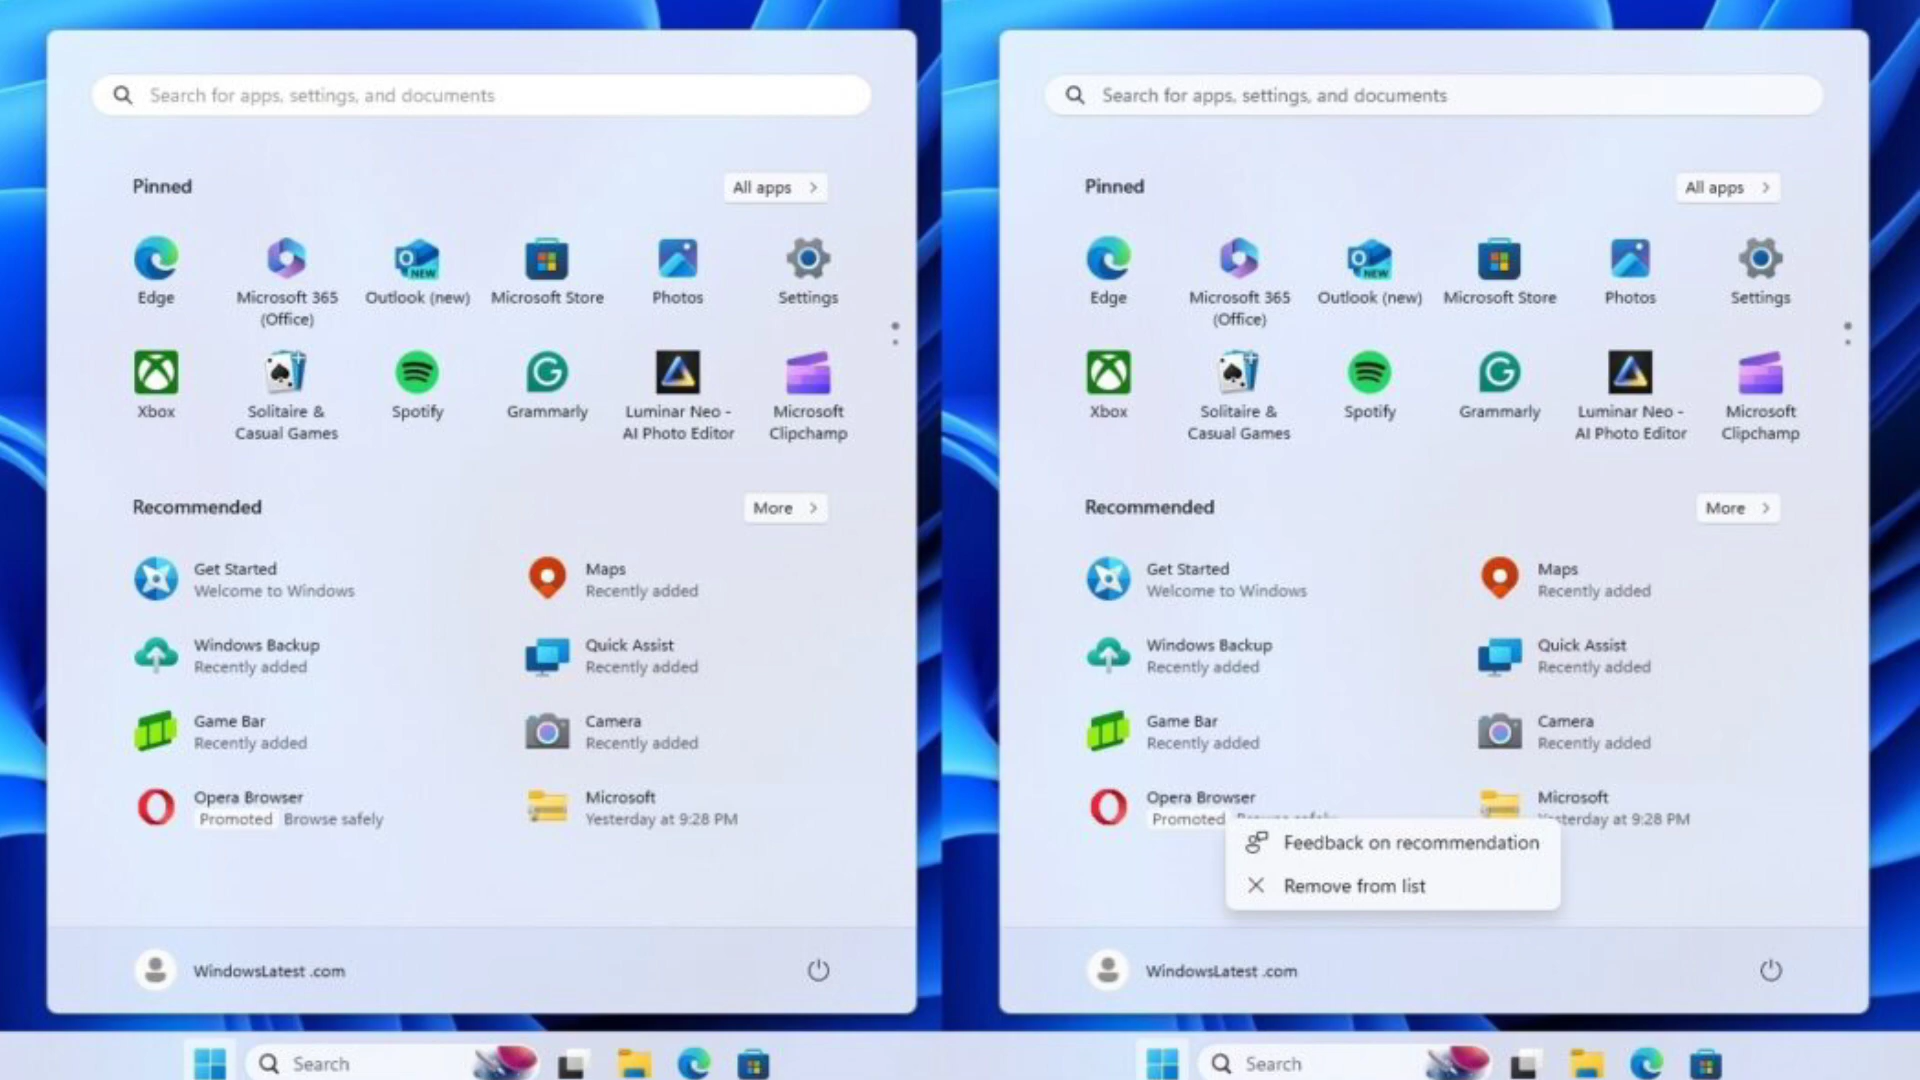 Search for apps, settings, and documents
Pinned
All apps
Edge
Microsoft 365
(Office)
Outlook (new)
NEW
Microsoft Store
Photos
Settings
Xbox
Solitaire &
Casual Games
Spotify
Grammarly
Luminar Neo -
AI Photo Editor
Microsoft
Clipchamp
Recommended
More
Get Started
Welcome to Windows
Maps
Recently added
Windows Backup
Recently added
Quick Assist
Recently added
Game Bar
Recently added
Camera
Recently added
Opera Browser
Promoted Browse safely
Microsoft
Yesterday at 9:28 PM
WindowsLatest .com
Search
Search for apps, settings, and documents
Pinned
All apps
Edge
Microsoft 365
(Office)
Outlook (new)
NEW
Microsoft Store
Photos
Settings
Xbox
Solitaire &
Casual Games
Spotify
Grammarly
Luminar Neo -
AI Photo Editor
Microsoft
Clipchamp
Recommended
More
Get Started
Welcome to Windows
Maps
Recently added
Windows Backup
Recently added
Quick Assist
Recently added
Game Bar
Recently added
Camera
Recently added
Opera Browser
Promoted
Microsoft
at 9:28 PM
Feedback on recommendation
Remove from list
WindowsLatest .com
Search